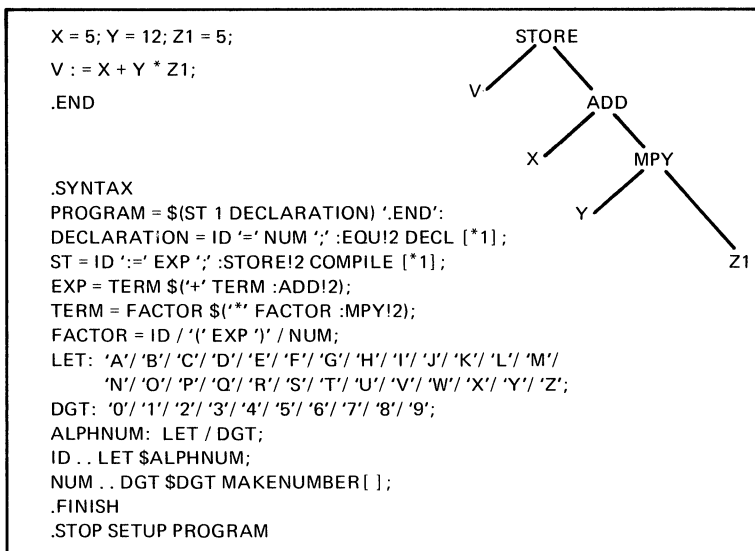 X = 5; Y = 12; Z1 = 5;
V : = X + Y * Z1;
.END
STORE
V
ADD
X
MPY
Y
Z1
.SYNTAX
PROGRAM = $(ST 1 DECLARATION) '.END':
DECLARATION = ID '=' NUM ';' :EQU!2 DECL [*1] ;
ST = ID ':=' EXP ';' :STORE!2 COMPILE [*1] ;
EXP = TERM $('+' TERM :ADD!2);
TERM = FACTOR $('*' FACTOR :MPY!2);
FACTOR = ID / '(' EXP ')' / NUM;
LET: 'A'/ 'B'/ 'C'/ 'D'/ 'E'/ 'F'/ 'G'/ 'H'/ 'I'/ 'J'/ 'K'/ 'L'/ 'M'/
'N'/ 'O'/ 'P'/ 'Q'/ 'R'/ 'S'/ 'T'/ 'U'/ 'V'/ 'W'/ 'X'/ 'Y'/ 'Z';
DGT: '0'/ '1'/ '2'/ '3'/ '4'/ '5'/ '6'/ '7'/ '8'/ '9';
ALPHNUM: LET / DGT;
ID . . LET $ALPHNUM;
NUM . . DGT $DGT MAKENUMBER[ ] ;
.FINISH
.STOP SETUP PROGRAM